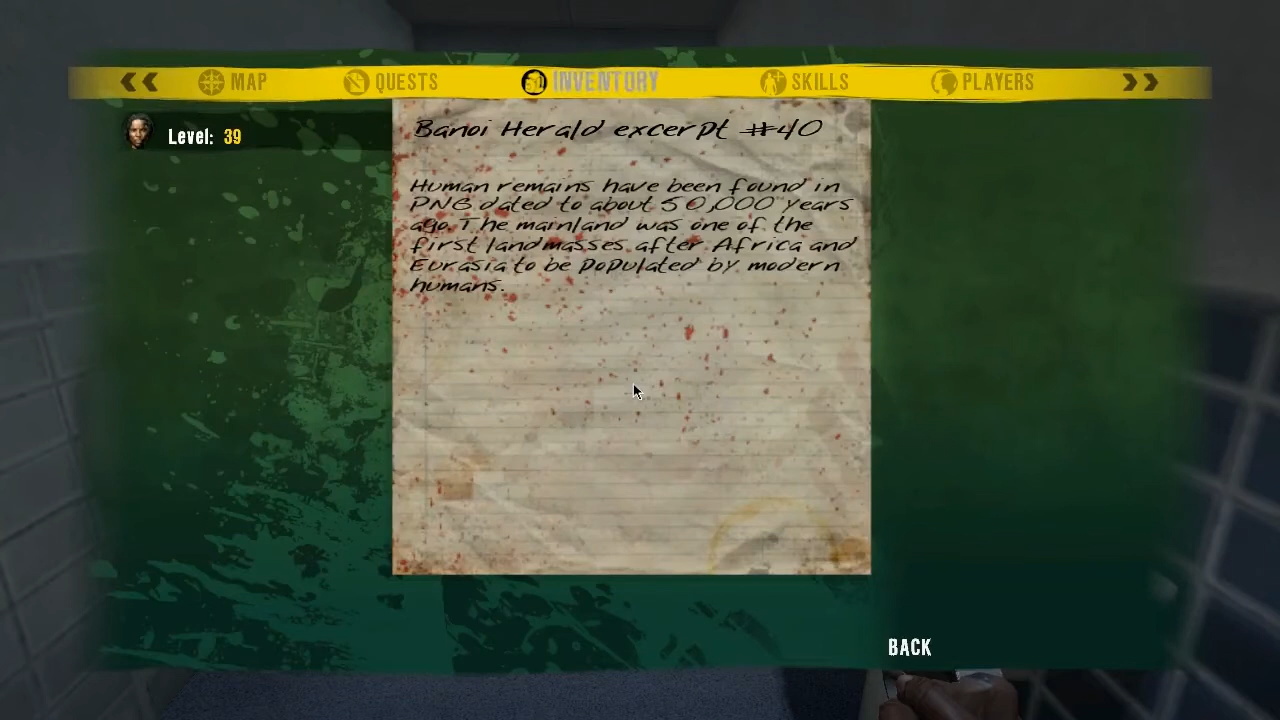 MAP QUESTS INVENTORY SKILLS PLAYERS
Level: 39
Banoi Herald excerpt #40
Human remains have been found in
PNG dated to about 50,000 years
ago. The mainland was one of the
first landmasses after Africa and
Eurasia to be populated by modern
humans.
BACK